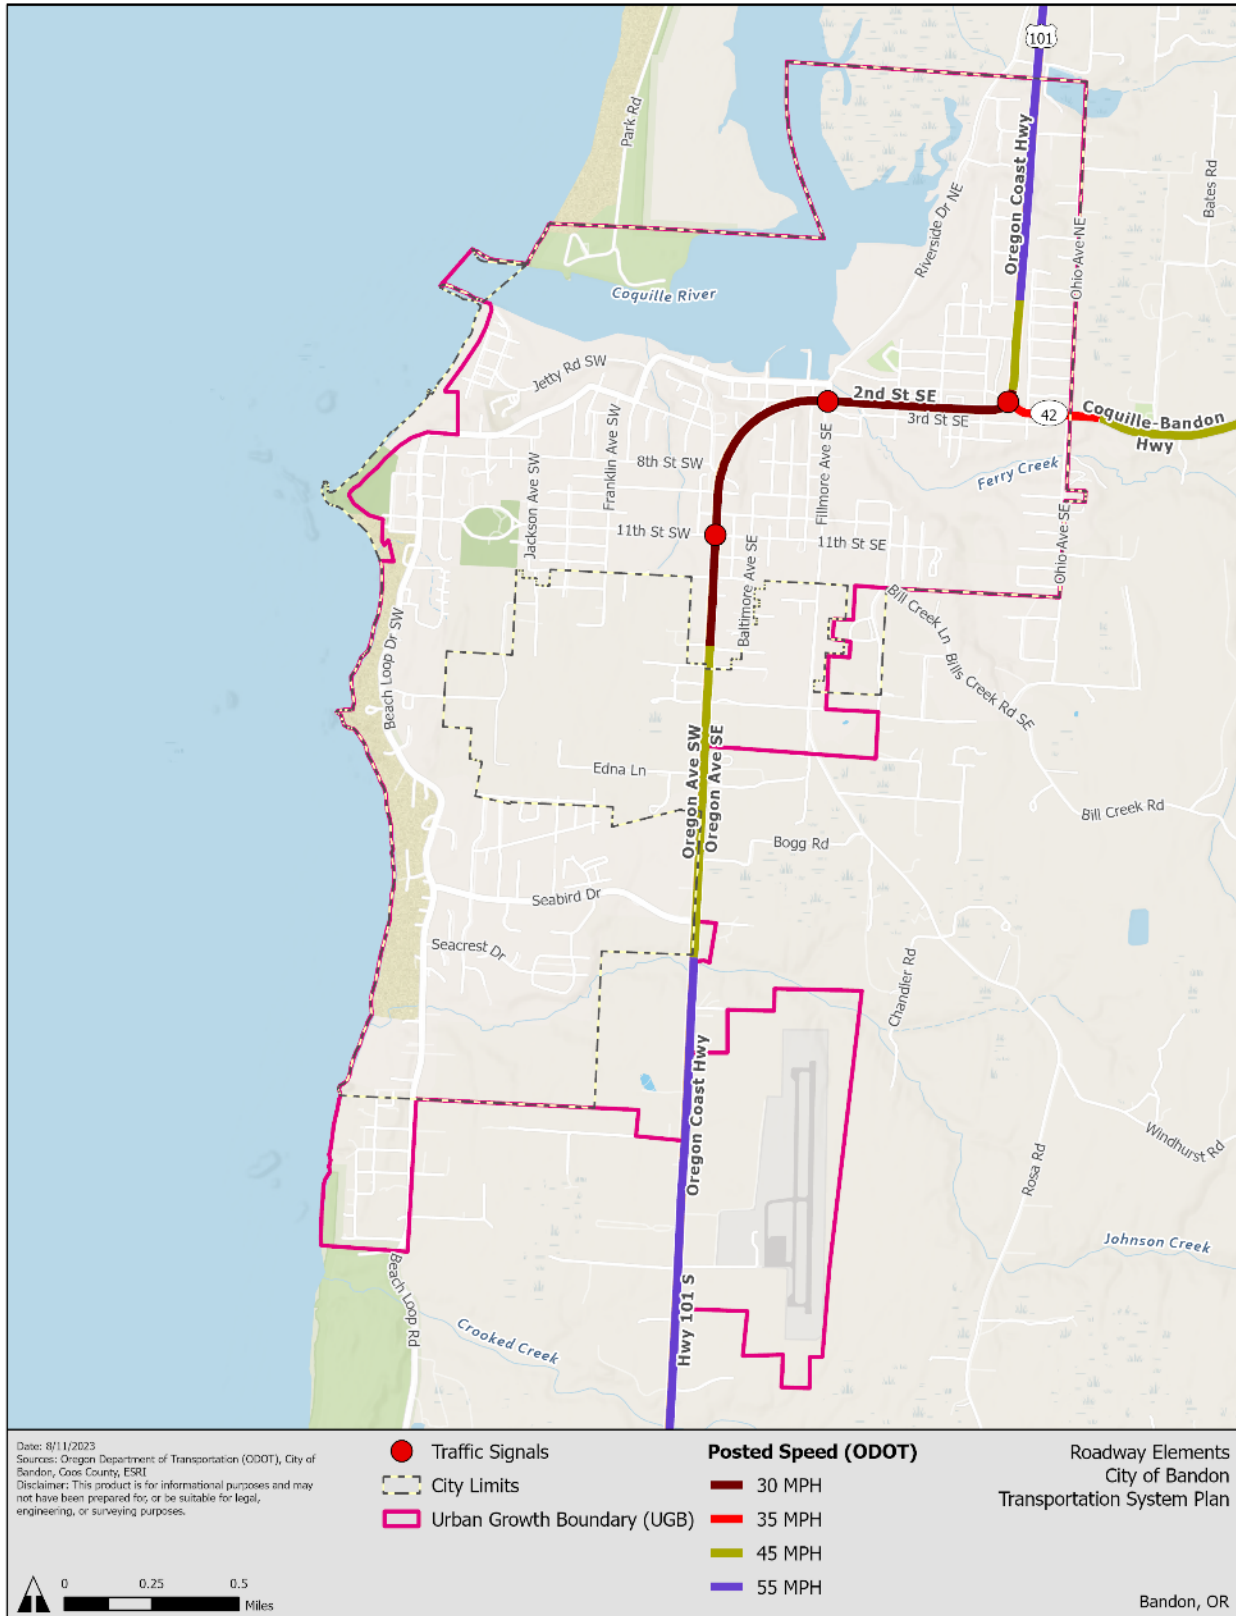 101
Park Rd
Oregon Coast Hwy
Bates Rd
Riverside Dr NE
Ohio Ave NE
Coquille River
Jetty Rd SW
2nd St SE
3rd St SE
42
Coquille-Bandon
Hwy
Franklin Ave SW
Jackson Ave SW
8th St SW
Fillmore Ave SE
Ferry Creek
11th St SW
11th St SE
Baltimore Ave SE
Ohio Ave SE
Bill Creek Ln
Bills Creek Rd SE
Beach Loop Dr SW
Oregon Ave SW
Oregon Ave SE
Edna Ln
Bill Creek Rd
Bogg Rd
Seabird Dr
Seacrest Dr
Chandler Rd
Oregon Coast Hwy
Windhurst Rd
Rosa Rd
Johnson Creek
Beach Loop Rd
Crooked Creek
Hwy 101 S
Date: 8/11/2023
Sources: Oregon Department of Transportation (ODOT), City of
Bandon, Coos County, ESRI
Disclaimer: This product is for informational purposes and may
not have been prepared for, or be suitable for legal,
engineering, or surveying purposes.
0 0.25 0.5
Miles
Traffic Signals
City Limits
Urban Growth Boundary (UGB)
Posted Speed (ODOT)
30 MPH
35 MPH
45 MPH
55 MPH
Roadway Elements
City of Bandon
Transportation System Plan
Bandon, OR